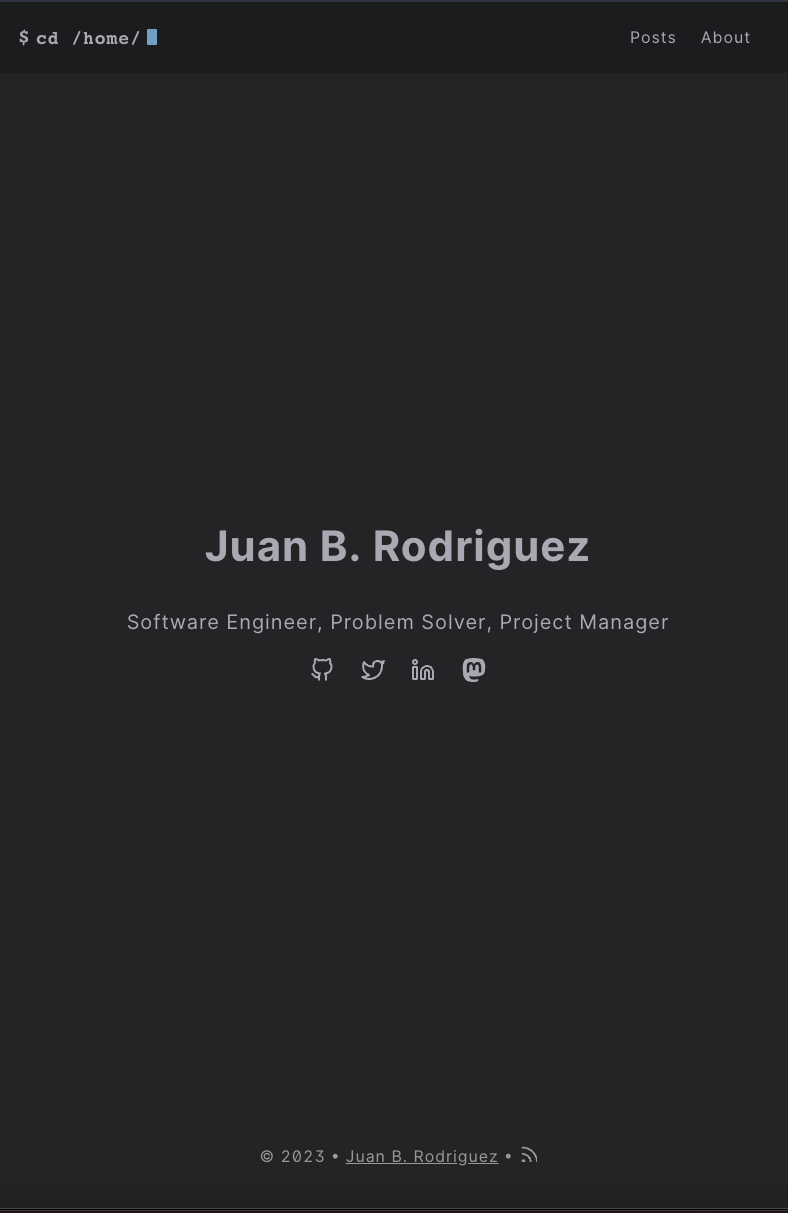 $ cd /home/
Posts About
Juan B. Rodriguez
Software Engineer, Problem Solver, Project Manager
© 2023 • Juan B. Rodriguez •